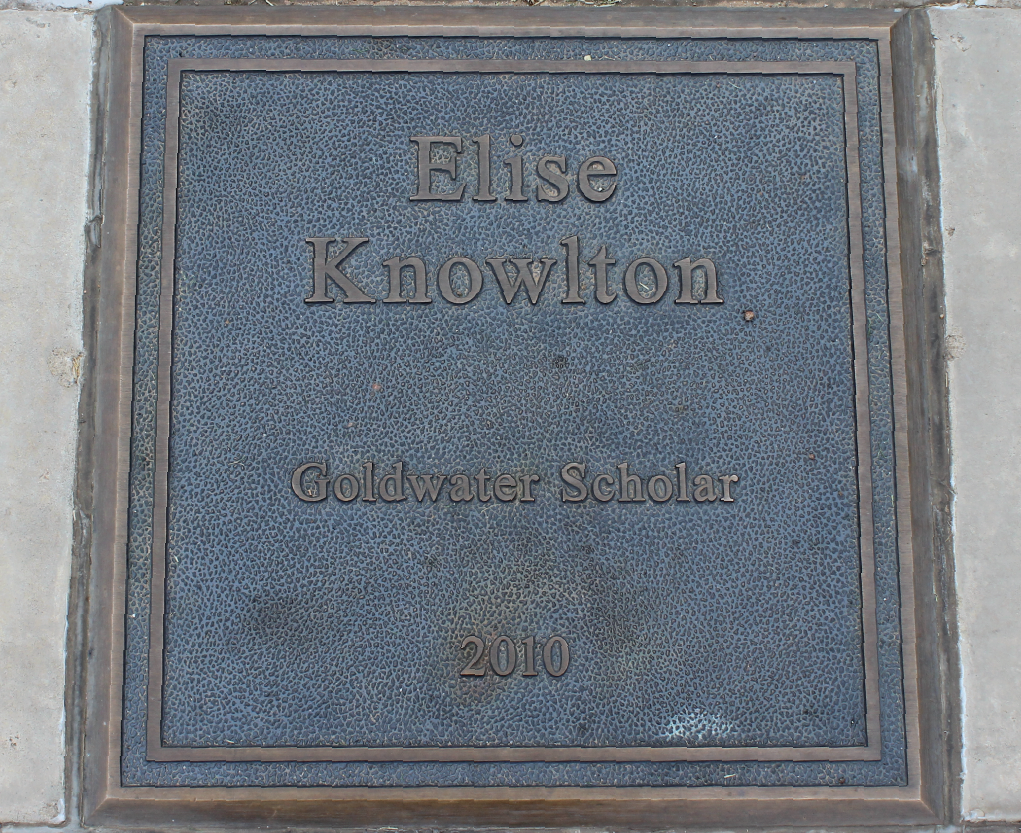 Elise
Knowlton
Goldwater Scholar
2010